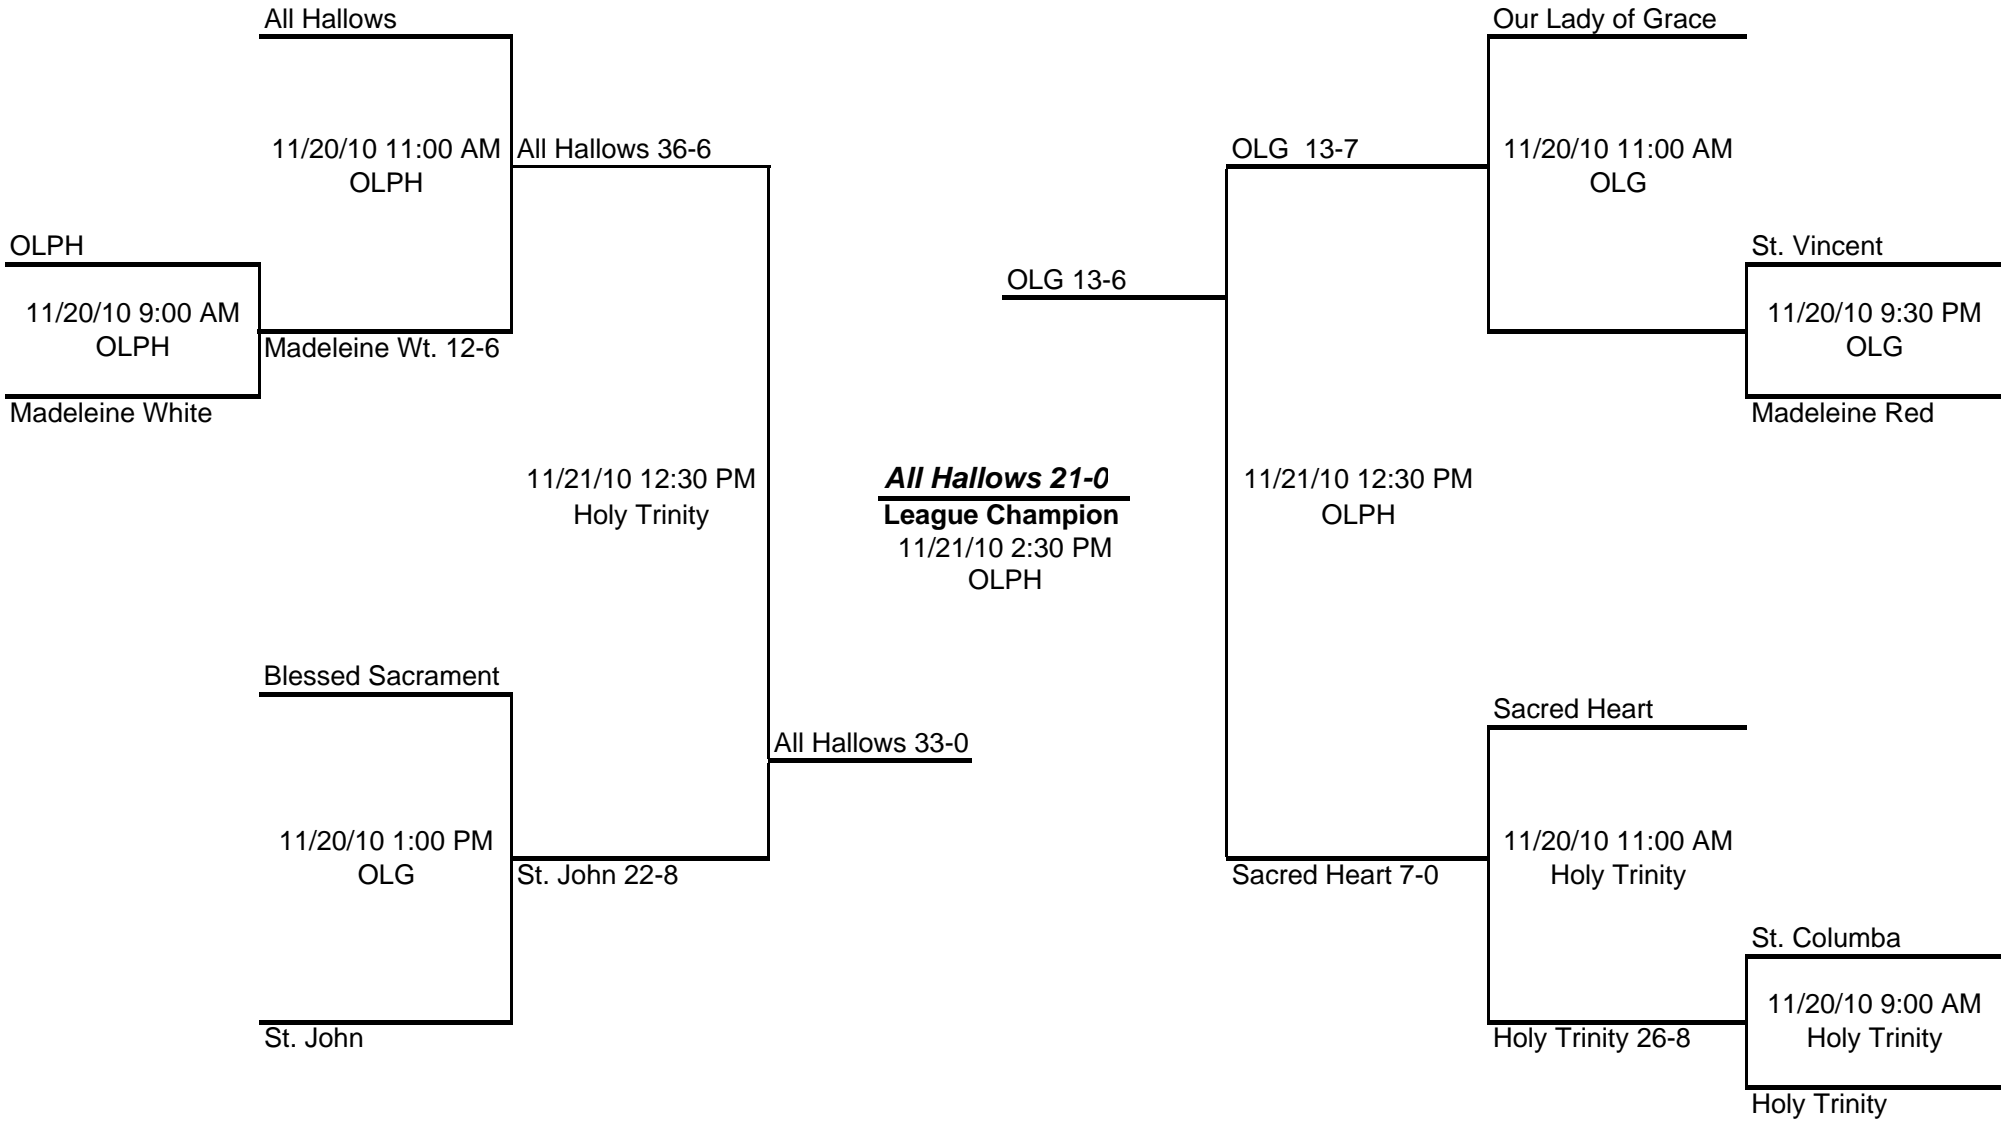 All Hallows
Our Lady of Grace
11/20/10 11:00 AM
OLPH
All Hallows 36-6
OLG  13-7
11/20/10 11:00 AM
OLG
OLPH
St. Vincent
11/20/10 9:00 AM
OLPH
Madeleine Wt. 12-6
OLG 13-6
11/20/10 9:30 PM
OLG
Madeleine White
Madeleine Red
11/21/10 12:30 PM
Holy Trinity
All Hallows 21-0
League Champion
11/21/10 2:30 PM
OLPH
11/21/10 12:30 PM
OLPH
Blessed Sacrament
Sacred Heart
All Hallows 33-0
11/20/10 1:00 PM
OLG
St. John 22-8
Sacred Heart 7-0
11/20/10 11:00 AM
Holy Trinity
St. Columba
St. John
Holy Trinity 26-8
11/20/10 9:00 AM
Holy Trinity
Holy Trinity